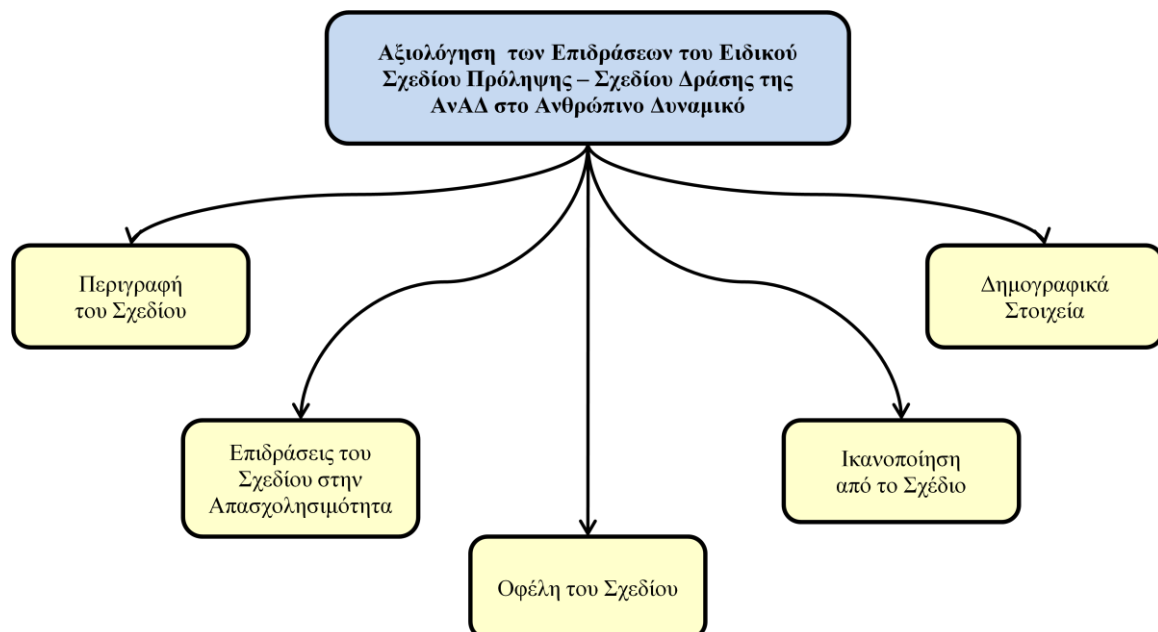 Αξιολόγηση των Επιδράσεων του Ειδικού
Σχεδίου Πρόληψης – Σχεδίου Δράσης της
ΑνΑΔ στο Ανθρώπινο Δυναμικό
Περιγραφή
του Σχεδίου
Δημογραφικά
Στοιχεία
Επιδράσεις του
Σχεδίου στην
Απασχολησιμότητα
Ικανοποίηση
από το Σχέδιο
Οφέλη του Σχεδίου